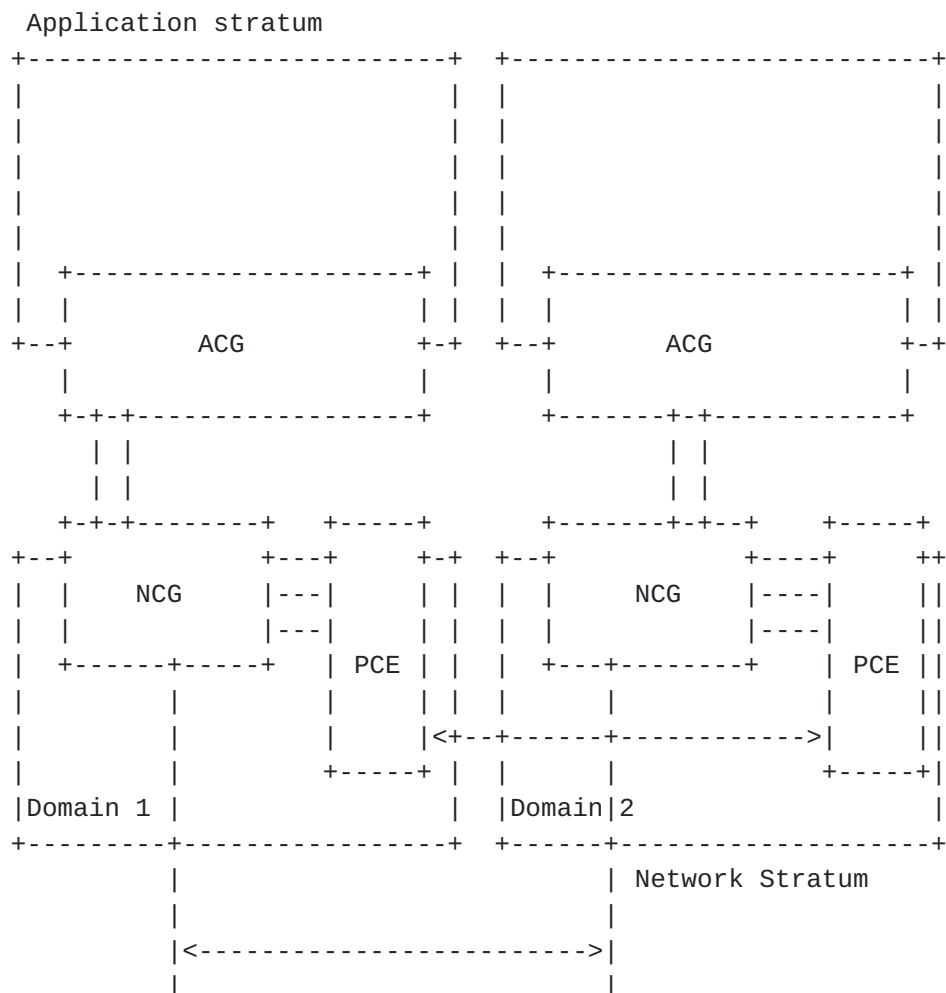 Application stratum
ACG ACG
NCG NCG
PCE PCE
Domain 1 Domain 2
Network Stratum